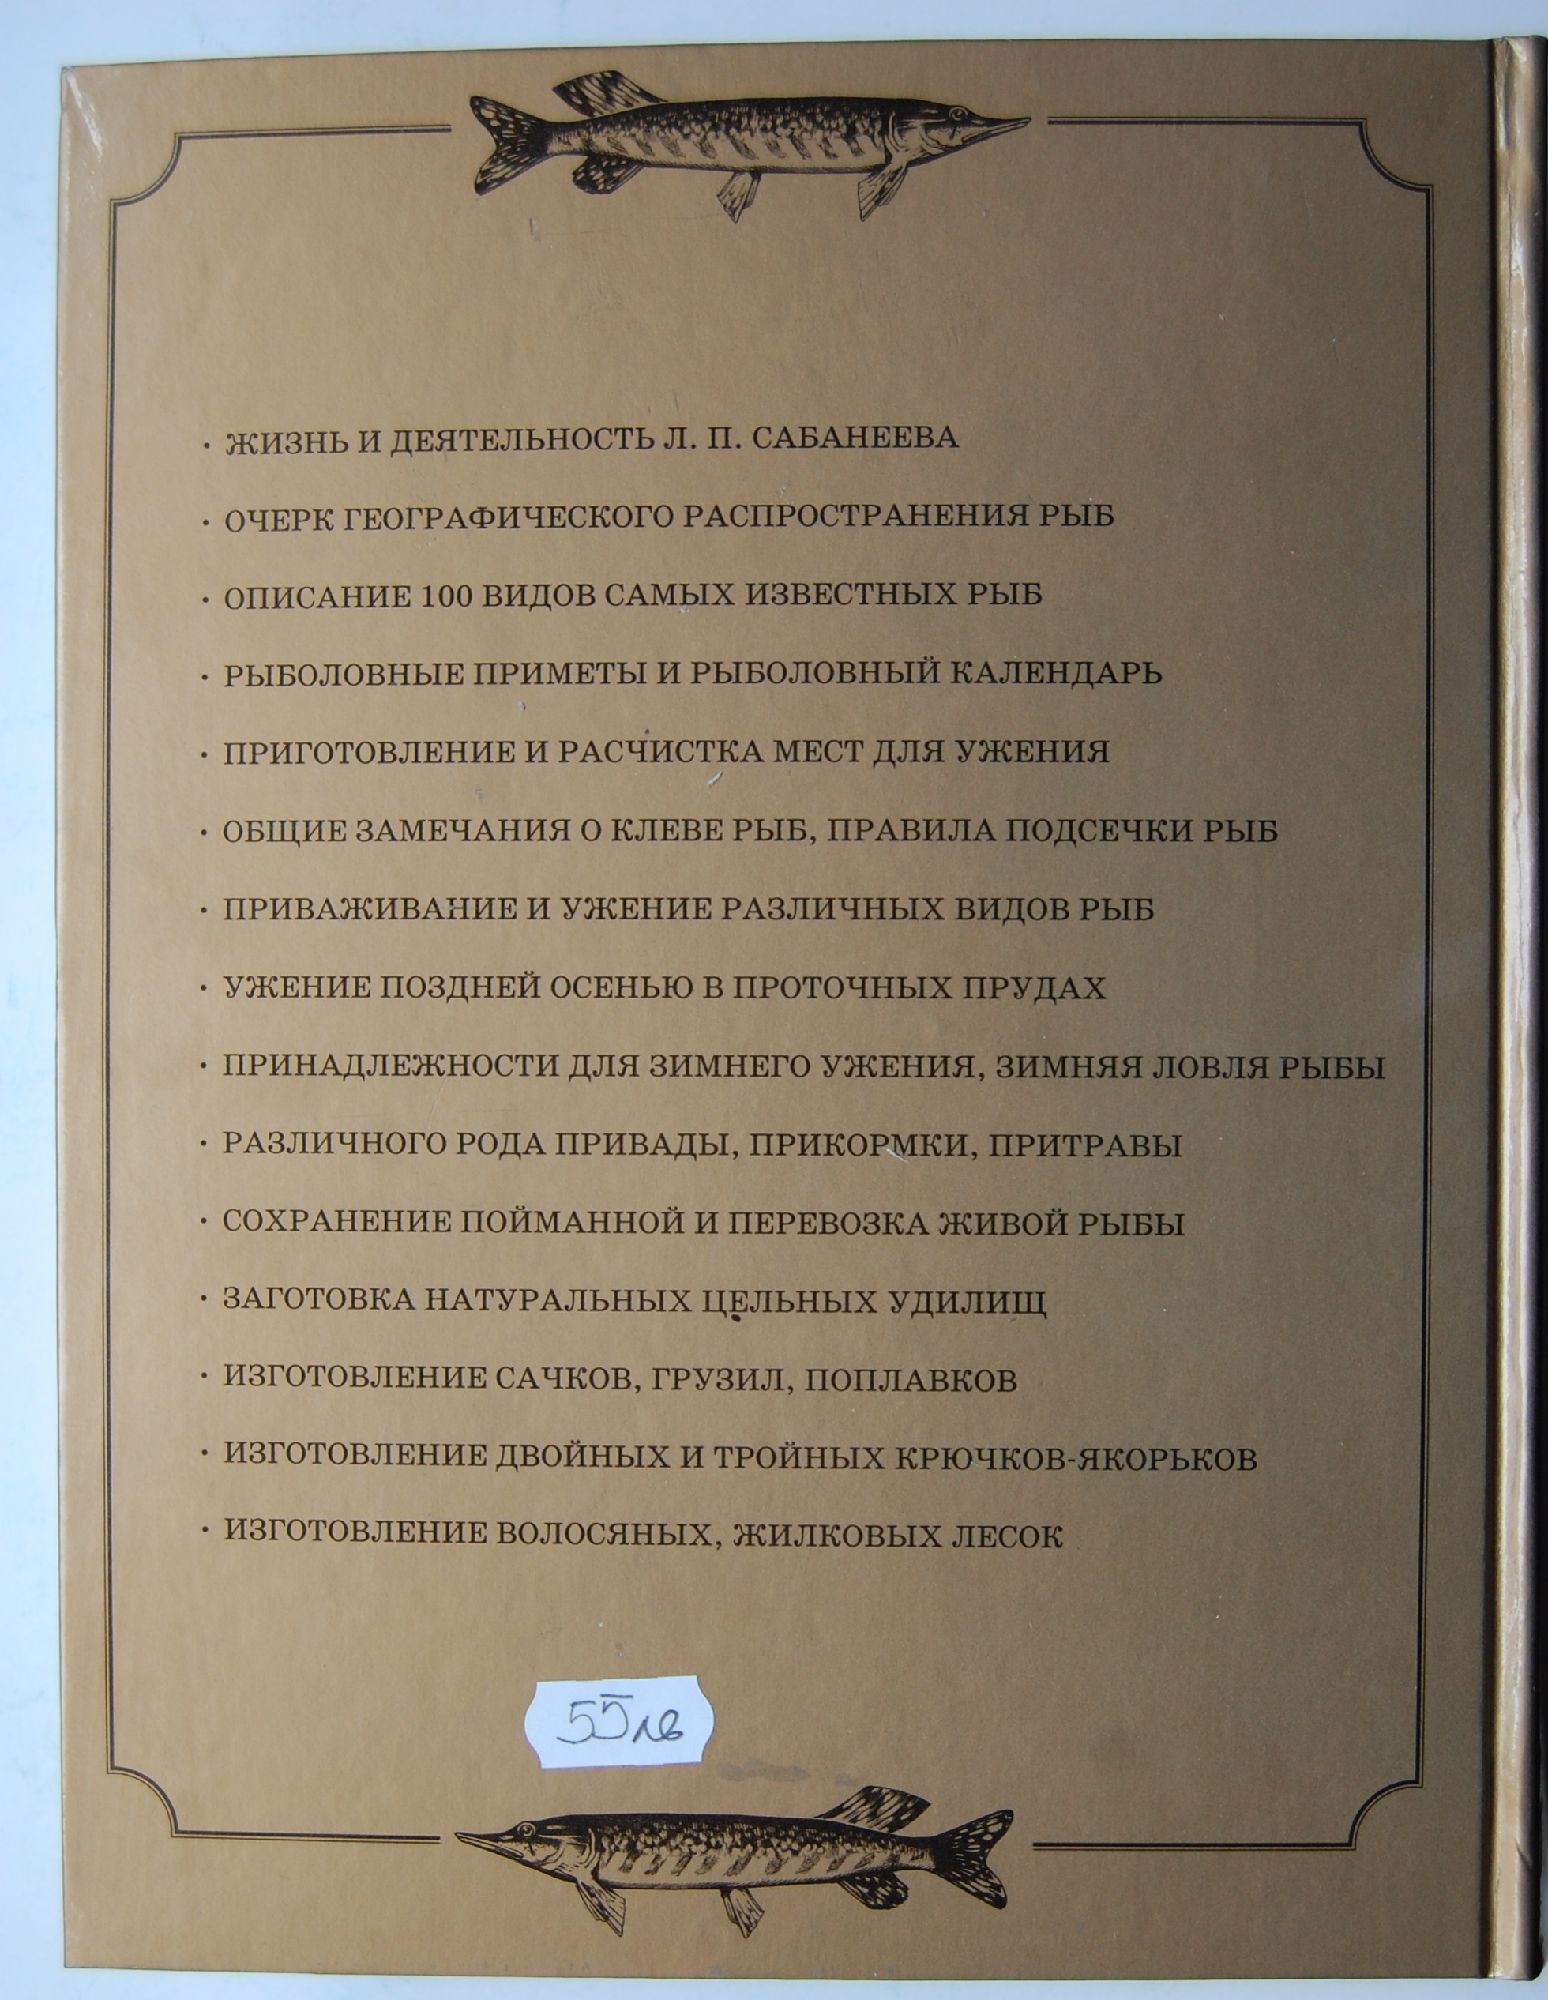 · ЖИЗНЬ И ДЕЯТЕЛЬНОСТЬ Л. П. САБАНЕЕВА
· ОЧЕРК ГЕОГРАФИЧЕСКОГО РАСПРОСТРАНЕНИЯ РЫБ
· ОПИСАНИЕ 100 ВИДОВ САМЫХ ИЗВЕСТНЫХ РЫБ
· РЫБОЛОВНЫЕ ПРИМЕТЫ И РЫБОЛОВНЫЙ КАЛЕНДАРЬ
· ПРИГОТОВЛЕНИЕ И РАСЧИСТКА МЕСТ ДЛЯ УЖЕНИЯ
· ОБЩИЕ ЗАМЕЧАНИЯ О КЛЕВЕ РЫБ, ПРАВИЛА ПОДСЕЧКИ РЫБ
· ПРИВАЖИВАНИЕ И УЖЕНИЕ РАЗЛИЧНЫХ ВИДОВ РЫБ
· УЖЕНИЕ ПОЗДНЕЙ ОСЕНЬЮ В ПРОТОЧНЫХ ПРУДАХ
· ПРИНАДЛЕЖНОСТИ ДЛЯ ЗИМНЕГО УЖЕНИЯ, ЗИМНЯЯ ЛОВЛЯ РЫБЫ
· РАЗЛИЧНОГО РОДА ПРИВАДЫ, ПРИКОРМКИ, ПРИТРАВЫ
· СОХРАНЕНИЕ ПОЙМАННОЙ И ПЕРЕВОЗКА ЖИВОЙ РЫБЫ
· ЗАГОТОВКА НАТУРАЛЬНЫХ ЦЕЛЬНЫХ УДИЛИЩ
· ИЗГОТОВЛЕНИЕ САЧКОВ, ГРУЗИЛ, ПОПЛАВКОВ
· ИЗГОТОВЛЕНИЕ ДВОЙНЫХ И ТРОЙНЫХ КРЮЧКОВ-ЯКОРЬКОВ
· ИЗГОТОВЛЕНИЕ ВОЛОСЯНЫХ, ЖИЛКОВЫХ ЛЕСОК
55лв